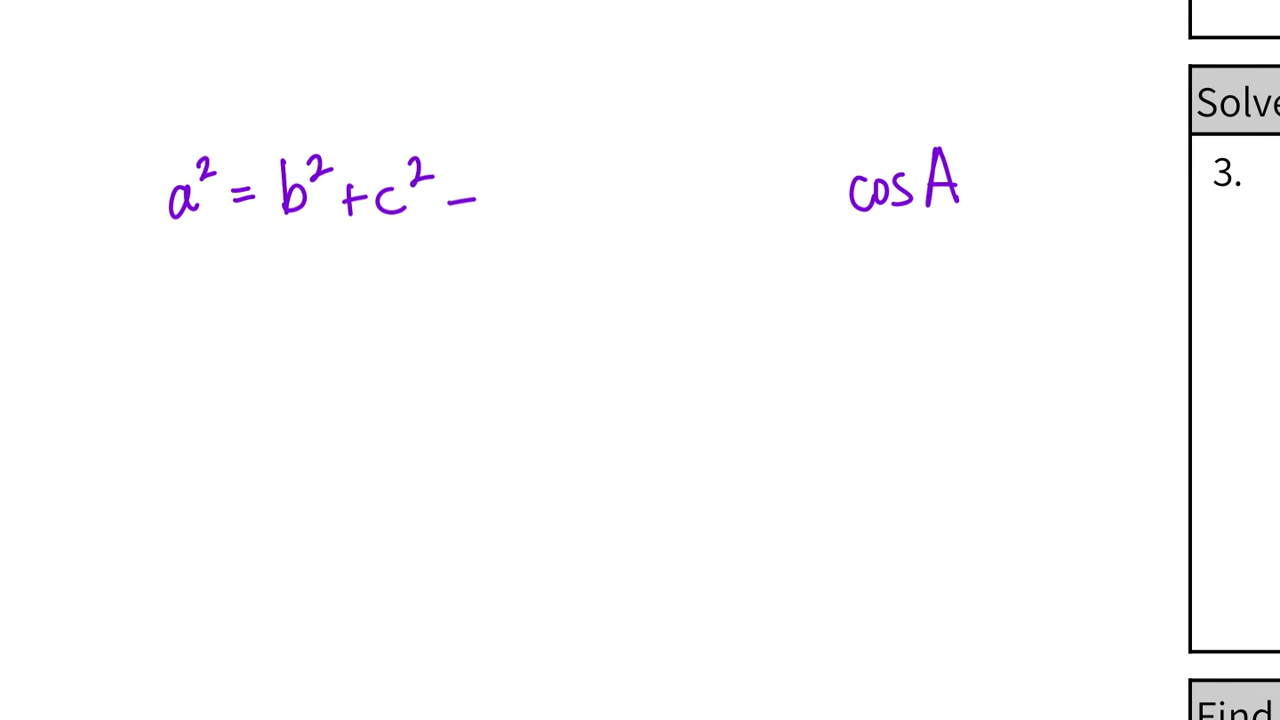 a² = b² + c² - cos A
Solve
3.
Find